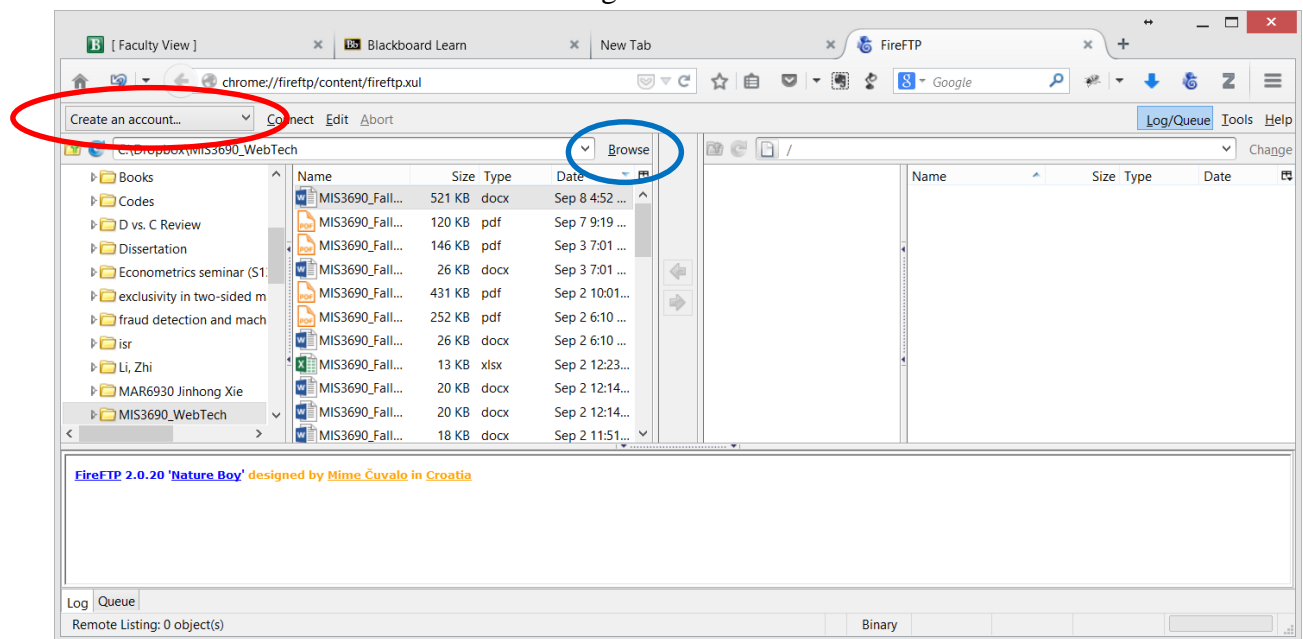 [ Faculty View ] Blackboard Learn New Tab FireFTP
chrome://fireftp/content/fireftp.xul Google
Create an account... Connect Edit Abort Log/Queue Tools Help
C:\Dropbox\MIS3690_WebTech Browse / Change
Books Name Size Type Date Name Size Type Date
Codes MIS3690_Fall... 521 KB docx Sep 8 4:52 ...
D vs. C Review MIS3690_Fall... 120 KB pdf Sep 7 9:19 ...
Dissertation MIS3690_Fall... 146 KB pdf Sep 3 7:01 ...
Econometrics seminar (S1 MIS3690_Fall... 26 KB docx Sep 3 7:01 ...
exclusivity in two-sided m MIS3690_Fall... 431 KB pdf Sep 2 10:01...
fraud detection and mach MIS3690_Fall... 252 KB pdf Sep 2 6:10 ...
isr MIS3690_Fall... 26 KB docx Sep 2 6:10 ...
Li, Zhi MIS3690_Fall... 13 KB xlsx Sep 2 12:23...
MAR6930 Jinhong Xie MIS3690_Fall... 20 KB docx Sep 2 12:14...
MIS3690_WebTech MIS3690_Fall... 20 KB docx Sep 2 12:14...
MIS3690_Fall... 18 KB docx Sep 2 11:51...
FireFTP 2.0.20 'Nature Boy' designed by Mime Čuvalo in Croatia
Log Queue
Remote Listing: 0 object(s) Binary